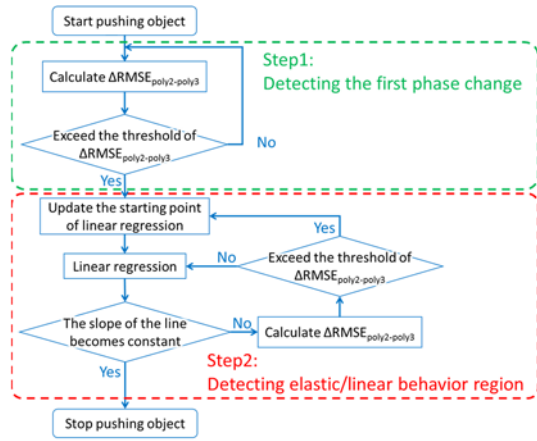 Start pushing object
Step1:
Detecting the first phase change
Calculate ΔRMSEpoly2-poly3
Exceed the threshold of
ΔRMSEpoly2-poly3
No
Yes
Update the starting point
of linear regression
Yes
Linear regression
No
Exceed the threshold of
ΔRMSEpoly2-poly3
The slope of the line
becomes constant
No
Calculate ΔRMSEpoly2-poly3
Yes
Step2:
Detecting elastic/linear behavior region
Stop pushing object